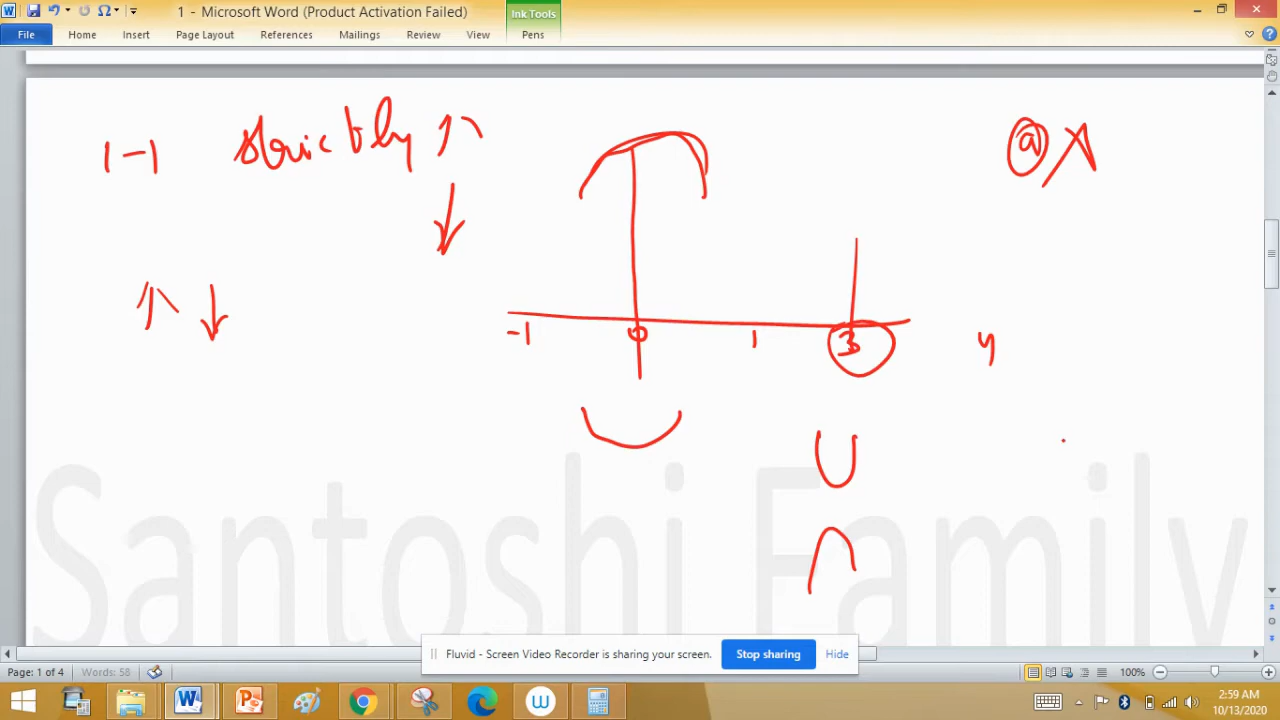 1 - Microsoft Word (Product Activation Failed)
Ink Tools
File Home Insert Page Layout References Mailings Review View Pens
1-1 strictly ↑
↓
a X
↑ ↓
-1 0 1 3 4
Santoshi Family
Fluvid - Screen Video Recorder is sharing your screen. Stop sharing Hide
Page: 1 of 4 Words: 58 100%
2:59 AM
10/13/2020